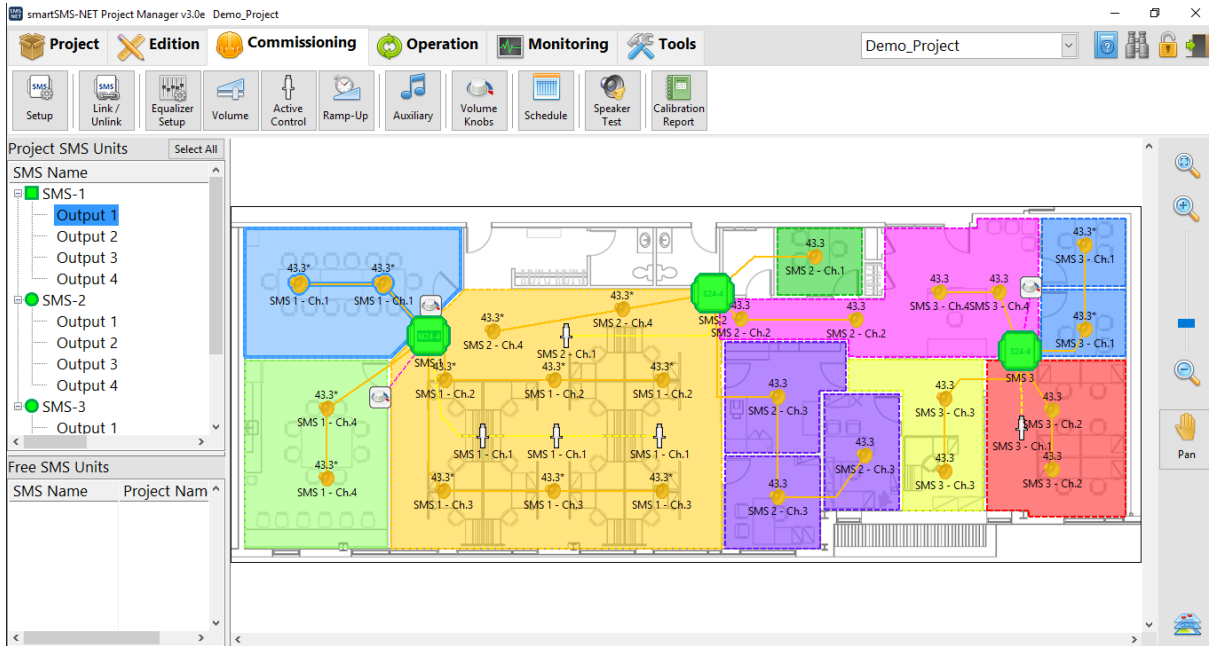 smartSMS-NET Project Manager v3.0e Demo_Project
Project
Edition
Commissioning
Operation
Monitoring
Tools
Demo_Project
Setup
Link /
Unlink
Equalizer
Setup
Volume
Active
Control
Ramp-Up
Auxiliary
Volume
Knobs
Schedule
Speaker
Test
Calibration
Report
Project SMS Units
Select All
SMS Name
SMS-1
Output 1
Output 2
Output 3
Output 4
SMS-2
Output 1
Output 2
Output 3
Output 4
SMS-3
Output 1
Free SMS Units
SMS Name Project Nam
Pan
43.3* 43.3*
SMS 1 - Ch.1 SMS 1 - Ch.1
SMS 1
43.3*
SMS 1 - Ch.4
43.3*
SMS 1 - Ch.4
43.3*
SMS 2 - Ch.4
43.3*
SMS 2 - Ch.4
SMS 2 - Ch.1
43.3* 43.3* 43.3*
SMS 1 - Ch.2 SMS 1 - Ch.2 SMS 1 - Ch.2
SMS 1 - Ch.1 SMS 1 - Ch.1 SMS 1 - Ch.1
43.3* 43.3* 43.3*
SMS 1 - Ch.3 SMS 1 - Ch.3 SMS 1 - Ch.3
S24-4
SMS 2
43.3
SMS 2 - Ch.1
43.3 43.3
SMS 2 - Ch.2 SMS 2 - Ch.2
43.3
SMS 2 - Ch.3
43.3
SMS 2 - Ch.3
43.3
SMS 2 - Ch.3
43.3 43.3
SMS 3 - Ch.4 SMS 3 - Ch.4
43.3*
SMS 3 - Ch.1
43.3*
SMS 3 - Ch.1
S24-4
SMS 3
43.3
SMS 3 - Ch.3
43.3
SMS 3 - Ch.3
43.3
SMS 3 - Ch.2
SMS 3 - Ch.1
43.3
SMS 3 - Ch.2